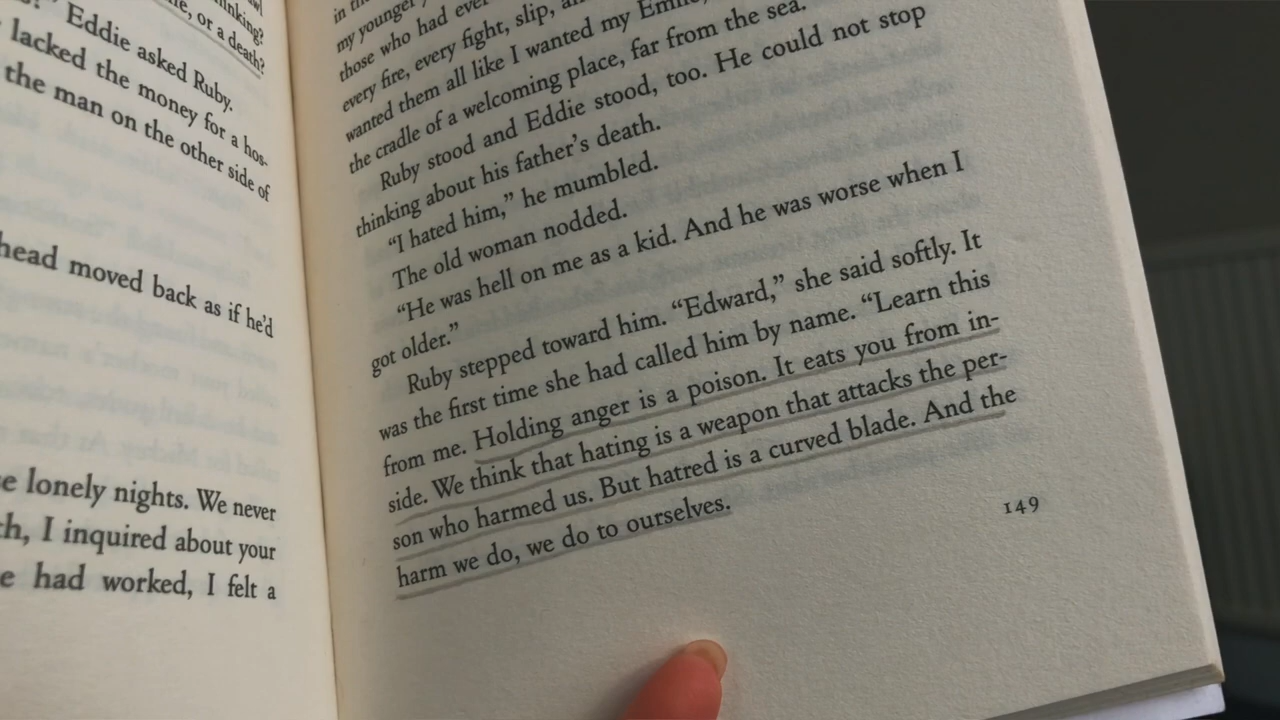 inking?
ne, or a death?
Eddie asked Ruby.
lacked the money for a hos-
the man on the other side of
head moved back as if he'd
lonely nights. We never
I inquired about your
had worked, I felt a
my younger
those who had ever
every fire, every fight, slip,
wanted them all like I wanted my Emile,
the cradle of a welcoming place, far from the sea.
Ruby stood and Eddie stood, too. He could not stop
thinking about his father's death.
“I hated him,” he mumbled.
The old woman nodded.
“He was hell on me as a kid. And he was worse when I
got older.”
Ruby stepped toward him. “Edward,” she said softly. It
was the first time she had called him by name. “Learn this
from me. Holding anger is a poison. It eats you from in-
side. We think that hating is a weapon that attacks the per-
son who harmed us. But hatred is a curved blade. And the
harm we do, we do to ourselves.
149